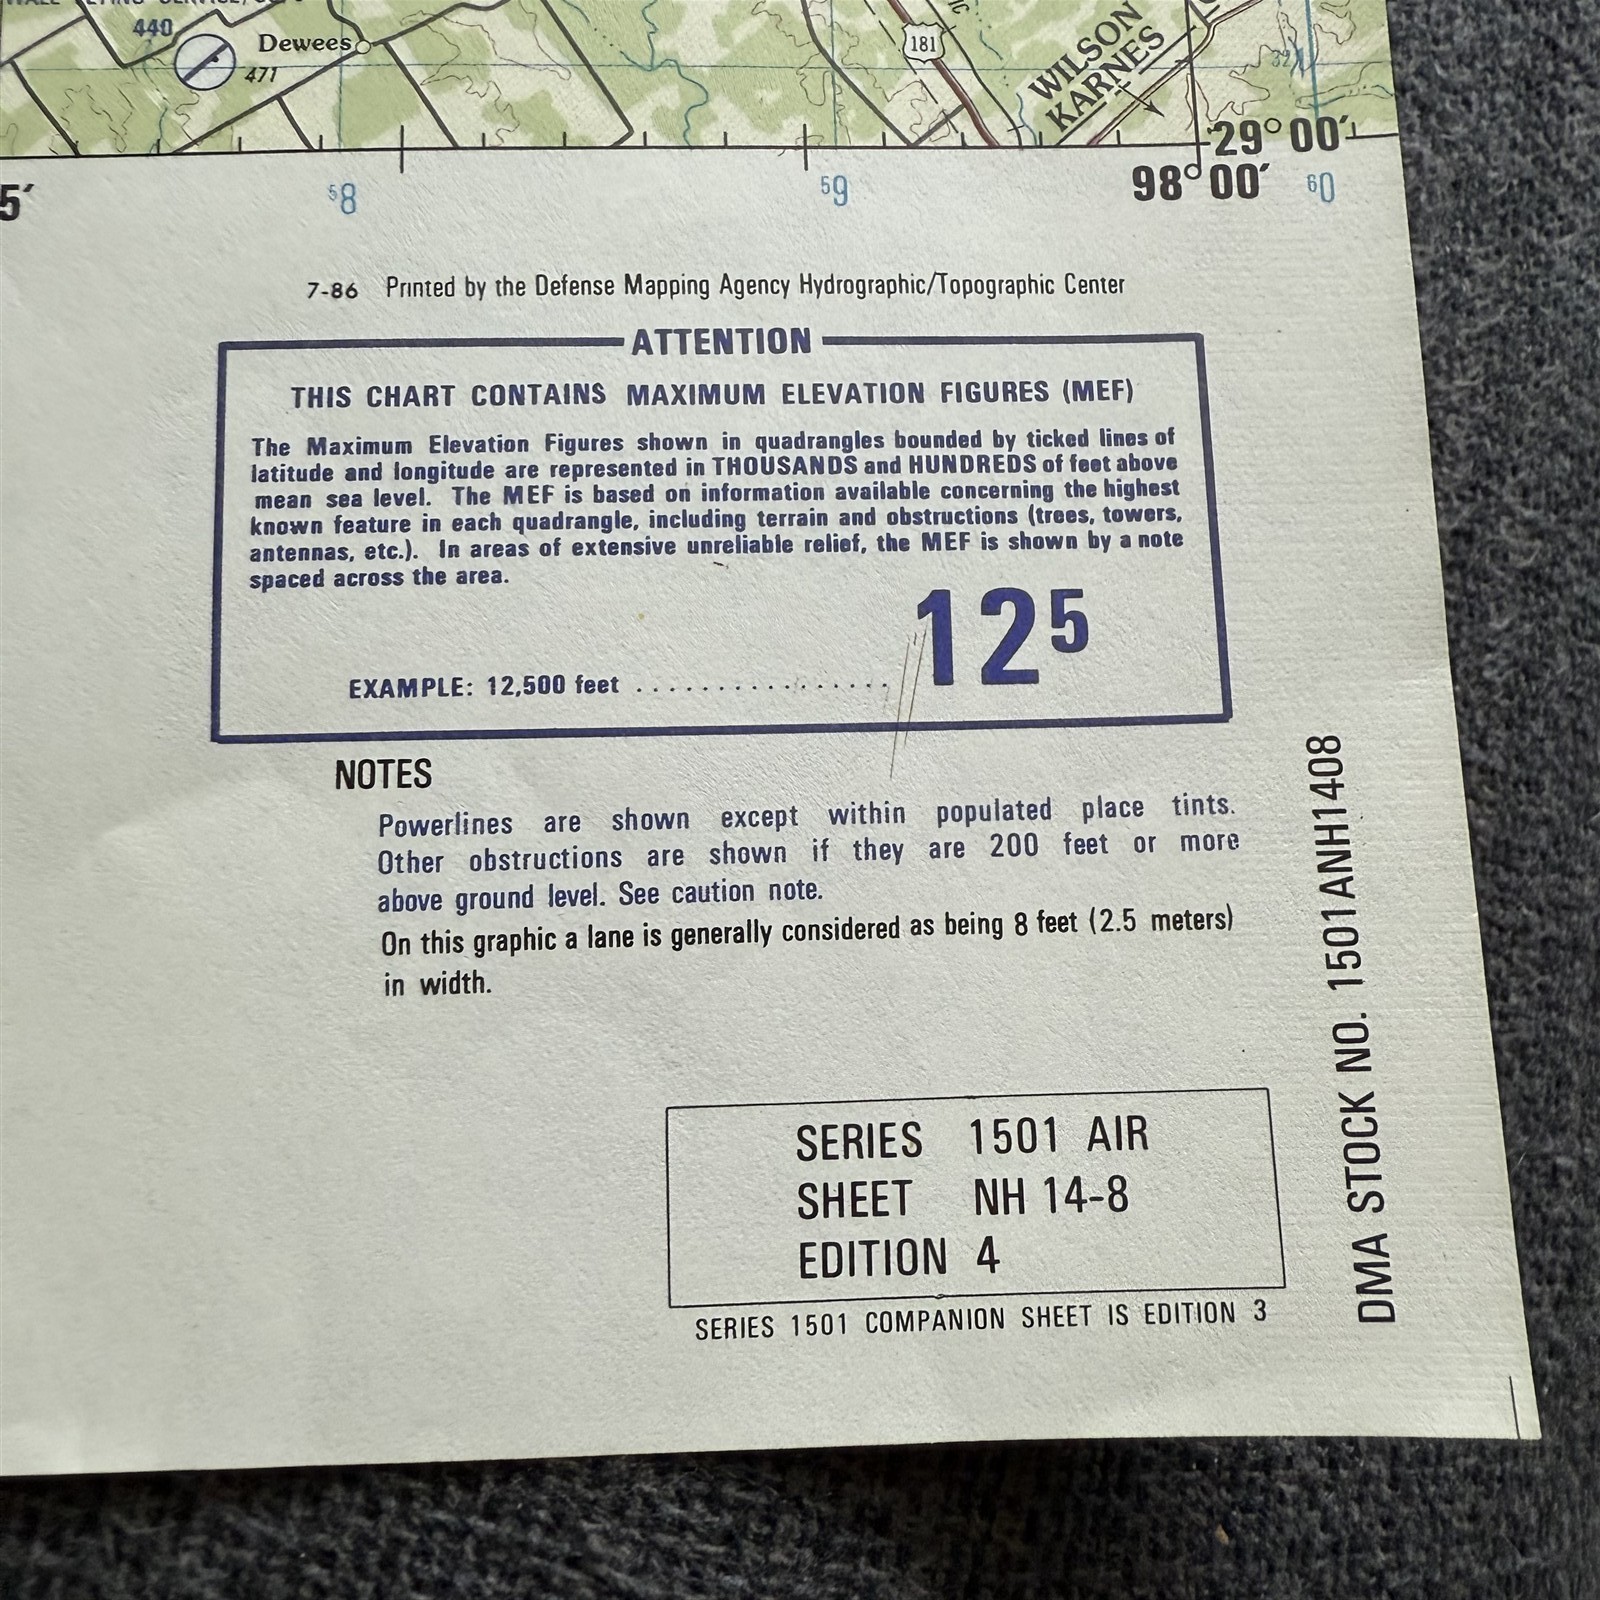 440
Dewees
471
181
WILSON
KARNES
32
29° 00′
5′
58
59
98° 00′
60
7-86 Printed by the Defense Mapping Agency Hydrographic/Topographic Center
ATTENTION
THIS CHART CONTAINS MAXIMUM ELEVATION FIGURES (MEF)
The Maximum Elevation Figures shown in quadrangles bounded by ticked lines of
latitude and longitude are represented in THOUSANDS and HUNDREDS of feet above
mean sea level. The MEF is based on information available concerning the highest
known feature in each quadrangle, including terrain and obstructions (trees, towers,
antennas, etc.). In areas of extensive unreliable relief, the MEF is shown by a note
spaced across the area.
EXAMPLE: 12,500 feet ................ 125
NOTES
Powerlines are shown except within populated place tints.
Other obstructions are shown if they are 200 feet or more
above ground level. See caution note.
On this graphic a lane is generally considered as being 8 feet (2.5 meters)
in width.
SERIES 1501 AIR
SHEET NH 14-8
EDITION 4
SERIES 1501 COMPANION SHEET IS EDITION 3
DMA STOCK NO. 1501ANH1408